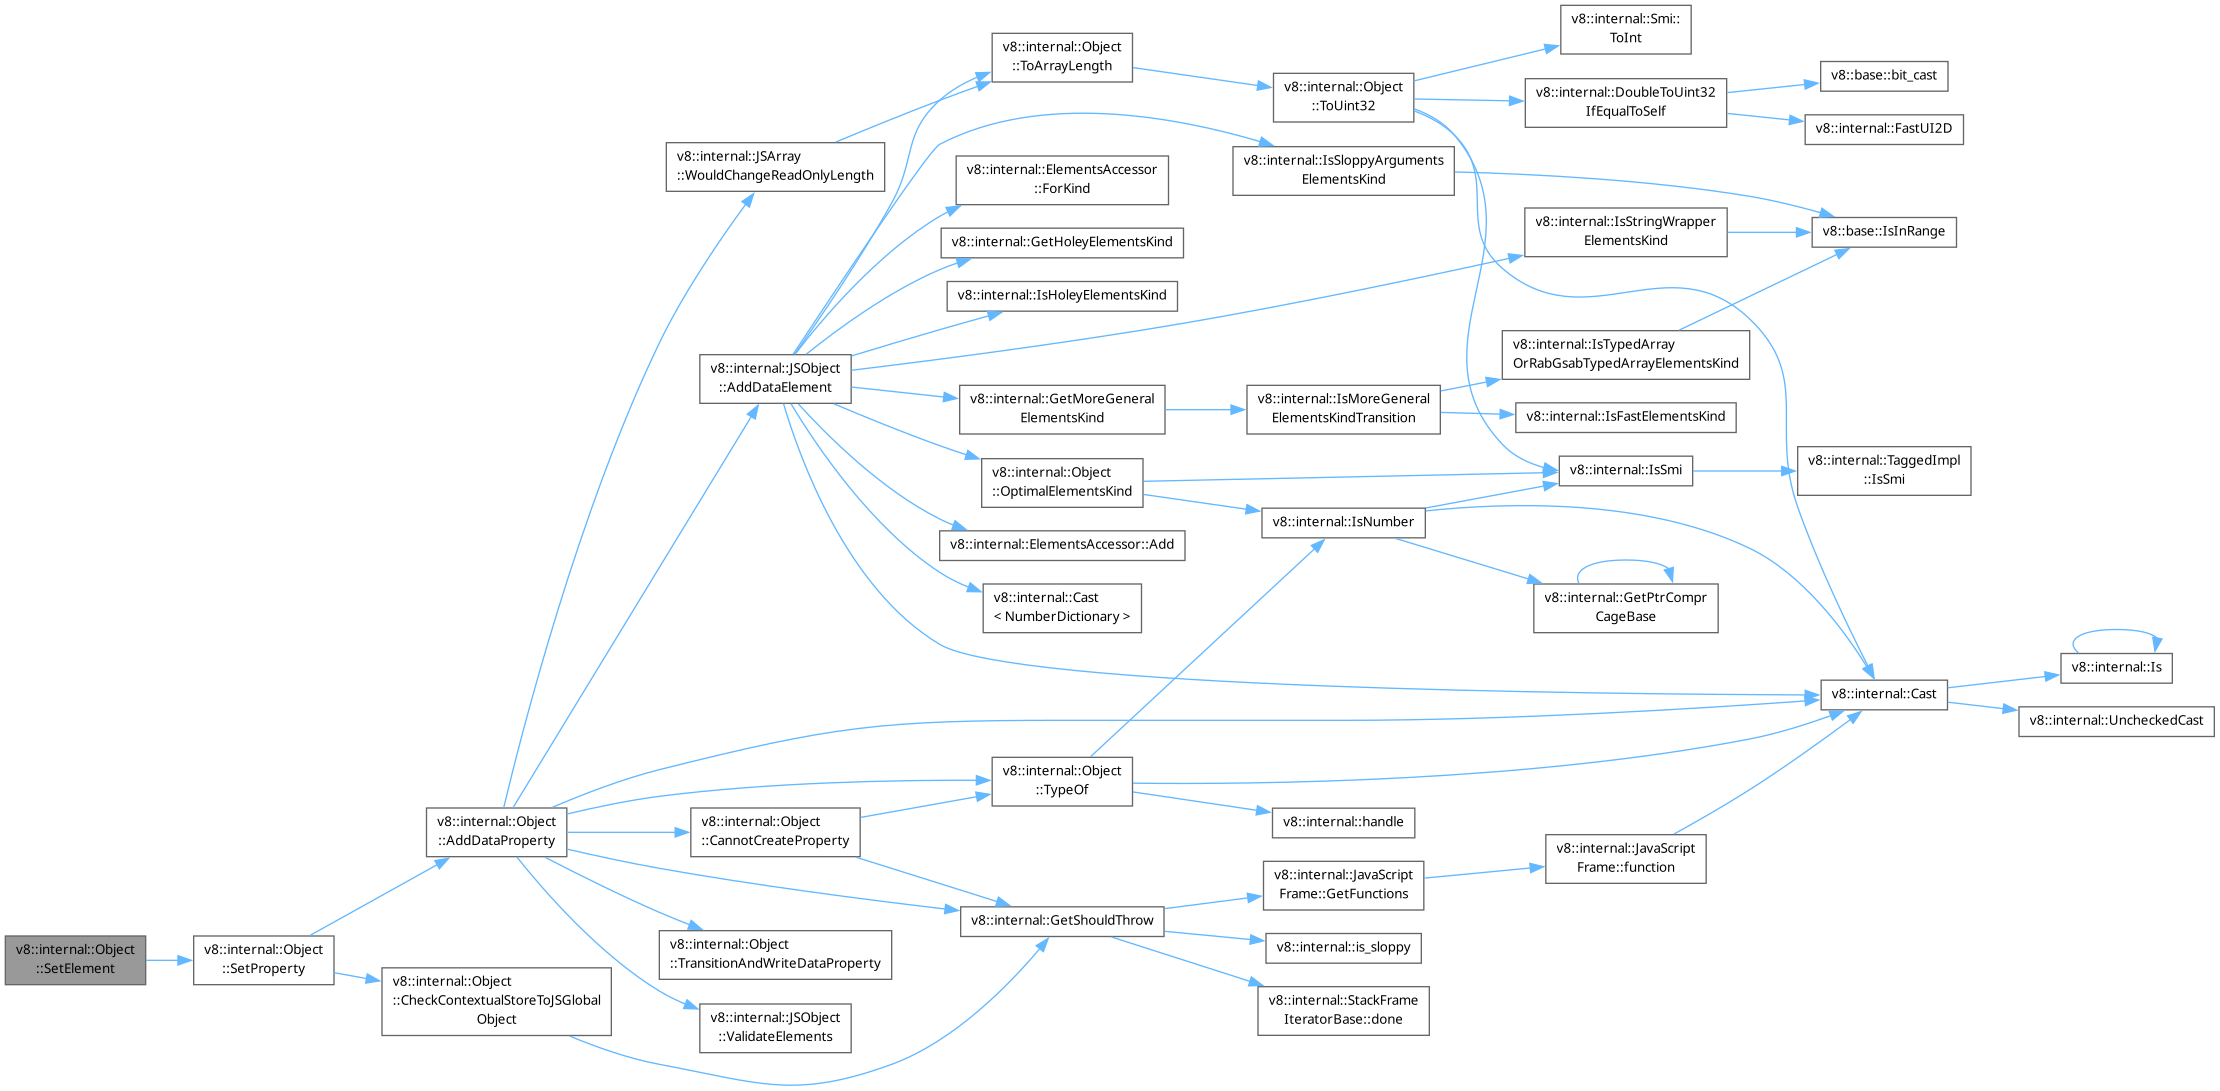 v8::internal::Object
::SetElement
v8::internal::Object
::SetProperty
v8::internal::Object
::AddDataProperty
v8::internal::Object
::CheckContextualStoreToJSGlobal
Object
v8::internal::JSArray
::WouldChangeReadOnlyLength
v8::internal::JSObject
::AddDataElement
v8::internal::Object
::CannotCreateProperty
v8::internal::Object
::TransitionAndWriteDataProperty
v8::internal::JSObject
::ValidateElements
v8::internal::Object
::ToArrayLength
v8::internal::ElementsAccessor
::ForKind
v8::internal::GetHoleyElementsKind
v8::internal::IsHoleyElementsKind
v8::internal::GetMoreGeneral
ElementsKind
v8::internal::Object
::OptimalElementsKind
v8::internal::ElementsAccessor::Add
v8::internal::Cast
< NumberDictionary >
v8::internal::Object
::TypeOf
v8::internal::GetShouldThrow
v8::internal::Object
::ToUint32
v8::internal::IsSloppyArguments
ElementsKind
v8::internal::IsMoreGeneral
ElementsKindTransition
v8::internal::IsNumber
v8::internal::handle
v8::internal::JavaScript
Frame::GetFunctions
v8::internal::is_sloppy
v8::internal::StackFrame
IteratorBase::done
v8::internal::Smi::
ToInt
v8::internal::DoubleToUint32
IfEqualToSelf
v8::internal::IsStringWrapper
ElementsKind
v8::internal::IsTypedArray
OrRabGsabTypedArrayElementsKind
v8::internal::IsFastElementsKind
v8::internal::IsSmi
v8::internal::GetPtrCompr
CageBase
v8::internal::JavaScript
Frame::function
v8::base::bit_cast
v8::internal::FastUI2D
v8::base::IsInRange
v8::internal::TaggedImpl
::IsSmi
v8::internal::Cast
v8::internal::Is
v8::internal::UncheckedCast